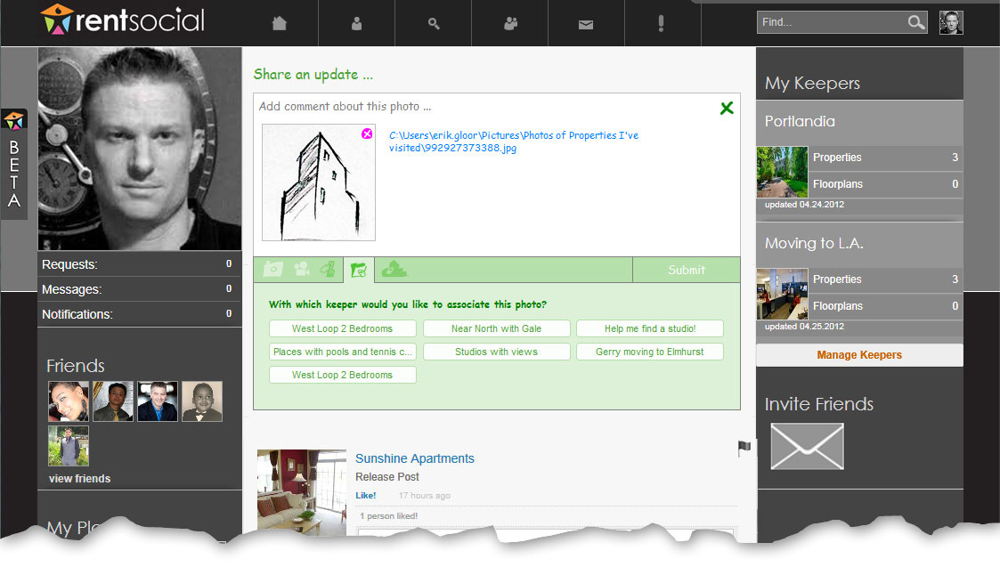 rentsocial
Find...
BETA
Requests: 0
Messages: 0
Notifications: 0
Friends
view friends
Share an update ...
Add comment about this photo ...
C:\Users\erik.gloor\Pictures\Photos of Properties I've
visited\992927373388.jpg
Submit
With which keeper would you like to associate this photo?
West Loop 2 Bedrooms
Near North with Gale
Help me find a studio!
Places with pools and tennis c...
Studios with views
Gerry moving to Elmhurst
West Loop 2 Bedrooms
Sunshine Apartments
Release Post
Like! 17 hours ago
1 person liked!
My Keepers
Portlandia
Properties 3
Floorplans 0
updated 04.24.2012
Moving to L.A.
Properties 3
Floorplans 0
updated 04.25.2012
Manage Keepers
Invite Friends